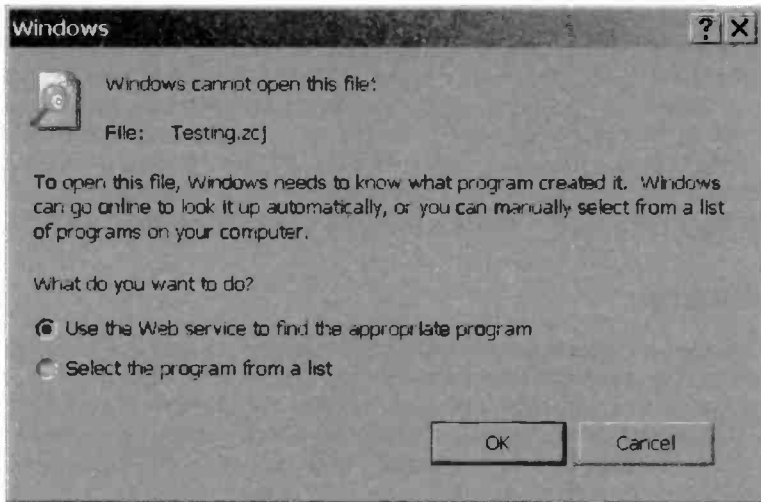 Windows
Windows cannot open this file:
File: Testing.zcj
To open this file, Windows needs to know what program created it. Windows
can go online to look it up automatically, or you can manually select from a list
of programs on your computer.
What do you want to do?
Use the Web service to find the appropriate program
Select the program from a list
OK
Cancel